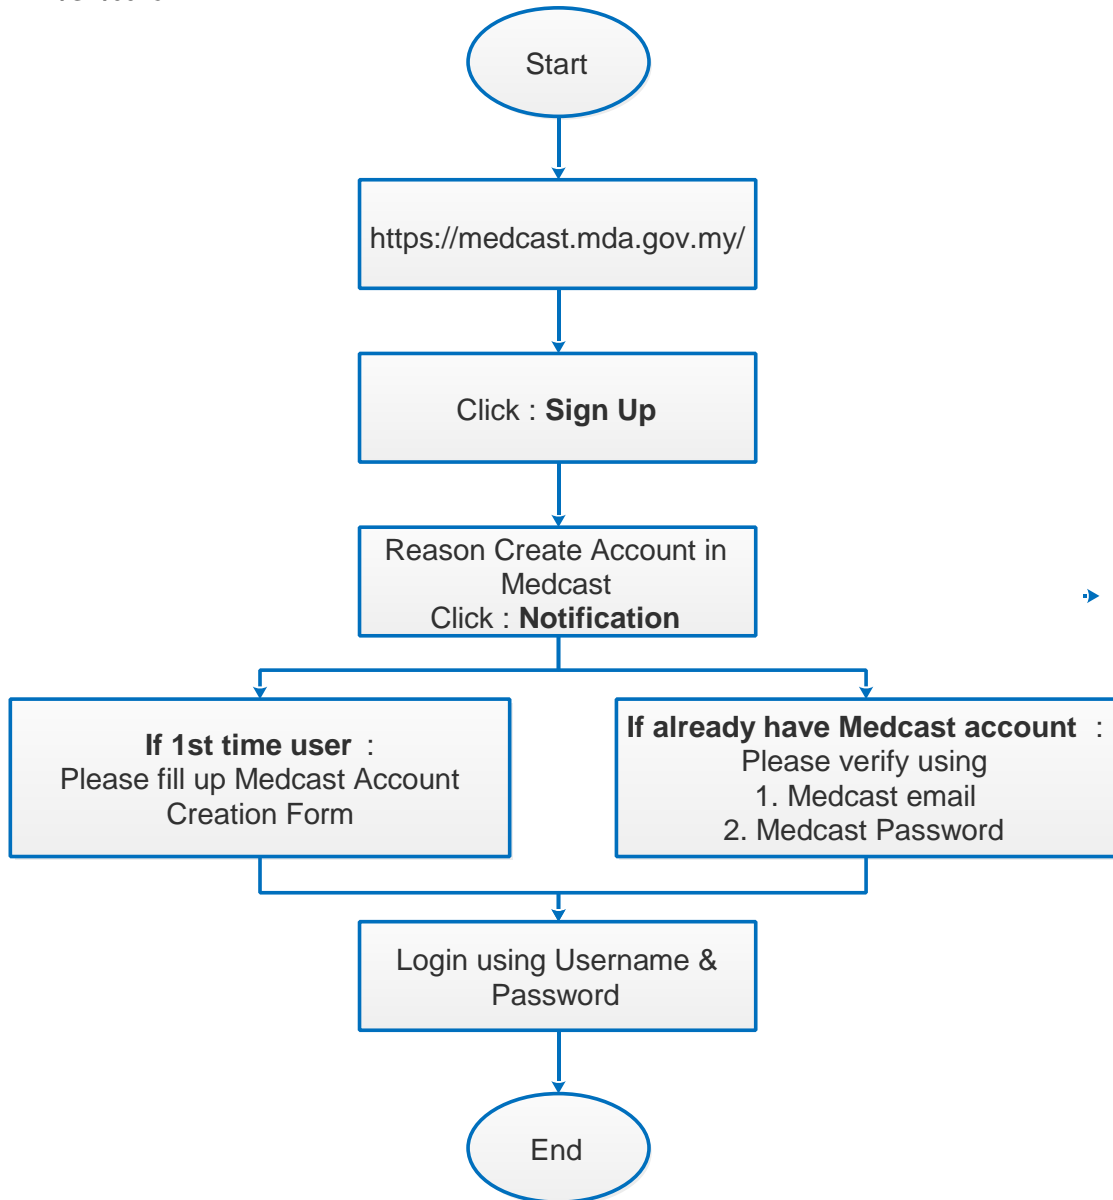 Start
https://medcast.mda.gov.my/
Click : Sign Up
Reason Create Account in
Medcast
Click : Notification
If 1st time user :
Please fill up Medcast Account
Creation Form
If already have Medcast account :
Please verify using
1. Medcast email
2. Medcast Password
Login using Username &
Password
End